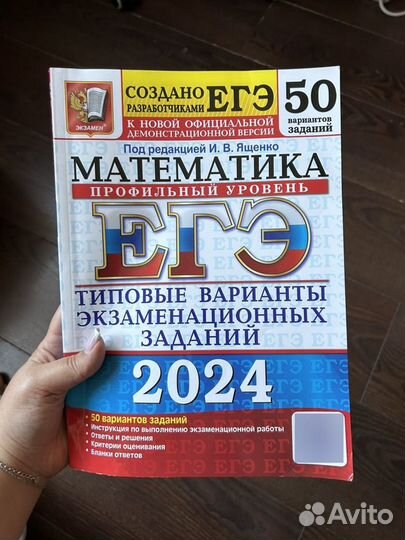 СОЗДАНО
РАЗРАБОТЧИКАМИ ЕГЭ
50
вариантов
заданий
ЭКЗАМЕН
К НОВОЙ ОФИЦИАЛЬНОЙ
ДЕМОНСТРАЦИОННОЙ ВЕРСИИ
Под редакцией И. В. Ященко
МАТЕМАТИКА
ПРОФИЛЬНЫЙ УРОВЕНЬ
ЕГЭ
ТИПОВЫЕ ВАРИАНТЫ
ЭКЗАМЕНАЦИОННЫХ
ЗАДАНИЙ
2024
• 50 вариантов заданий
• Инструкция по выполнению экзаменационной работы
• Ответы и решения
• Критерии оценивания
• Бланки ответов
Avito